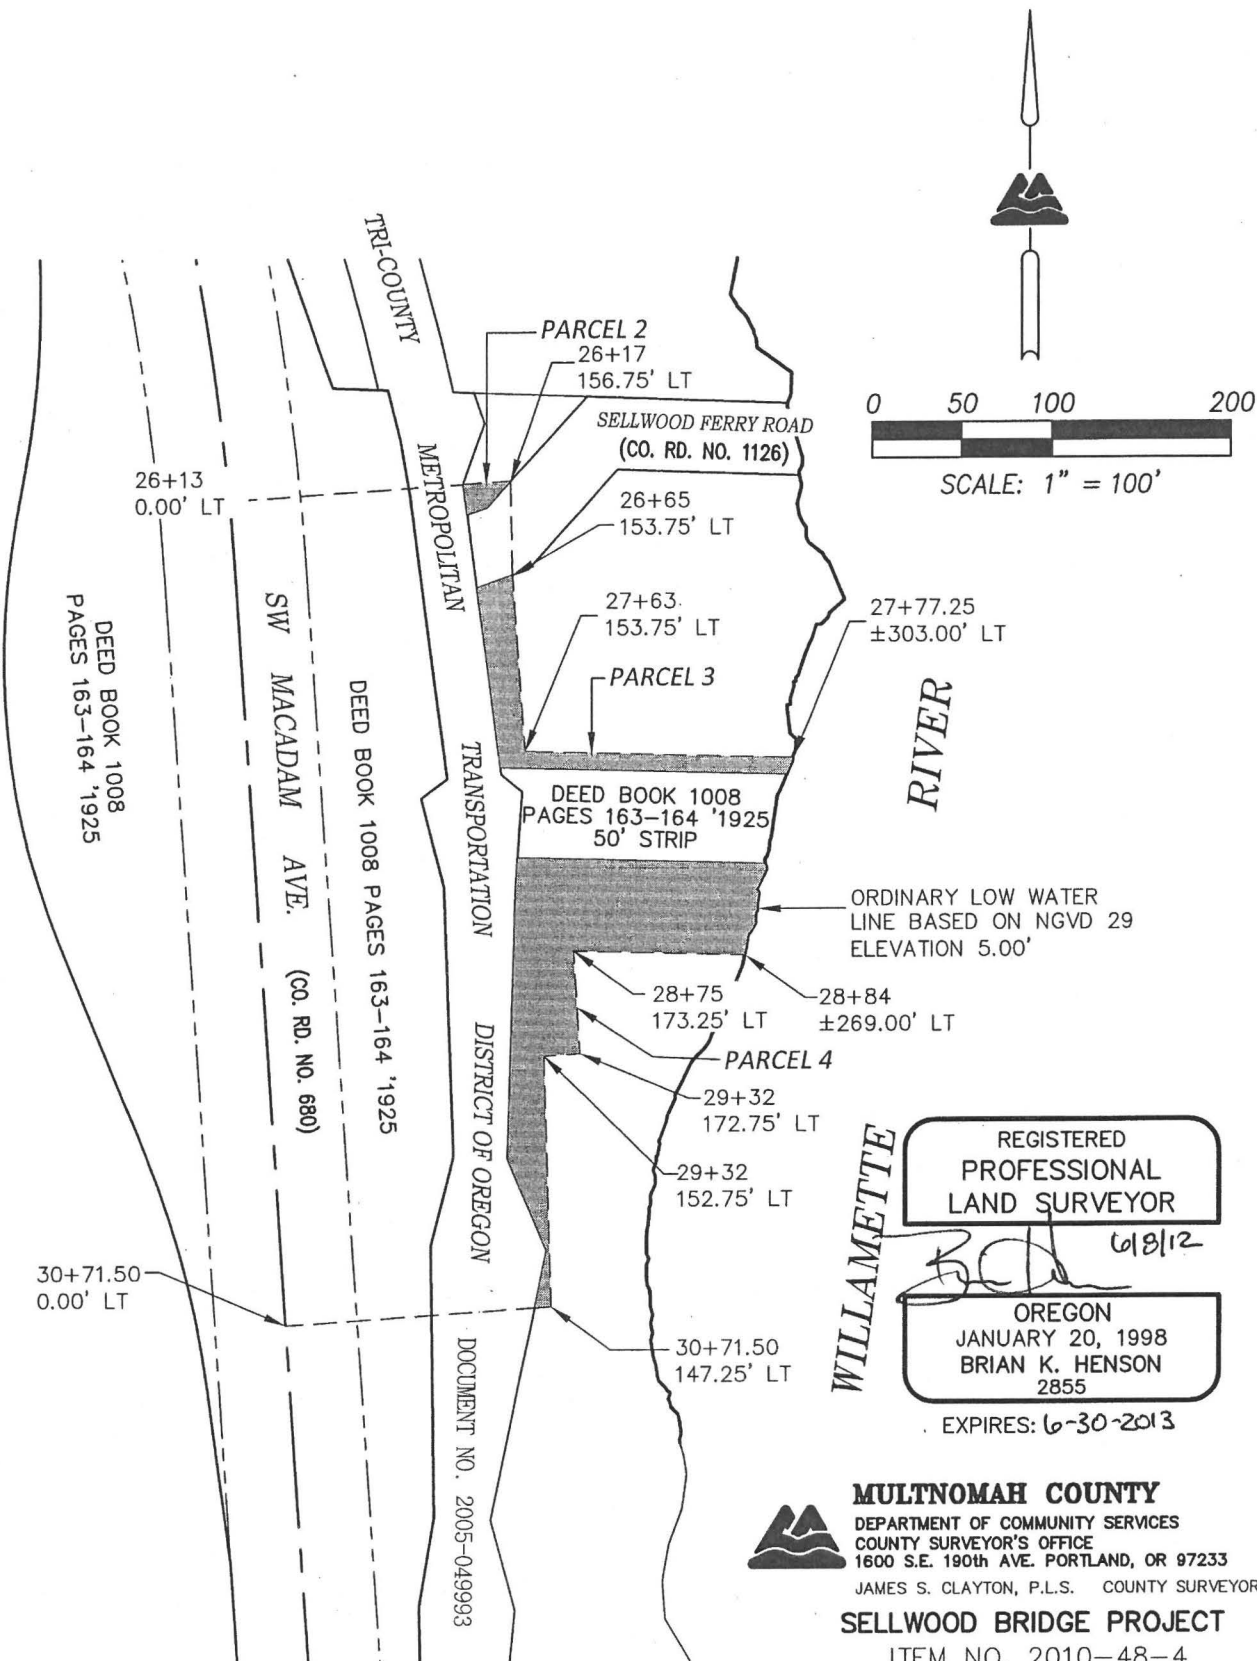 TRI-COUNTY
METROPOLITAN
TRANSPORTATION
DISTRICT OF OREGON
DOCUMENT NO. 2005-049993
PARCEL 2
26+17
156.75' LT
SELLWOOD FERRY ROAD
(CO. RD. NO. 1126)
0 50 100 200
SCALE: 1" = 100'
26+13
0.00' LT
26+65
153.75' LT
27+63
153.75' LT
27+77.25
±303.00' LT
PARCEL 3
DEED BOOK 1008
PAGES 163-164 '1925
SW MACADAM AVE. (CO. RD. NO. 680)
DEED BOOK 1008 PAGES 163-164 '1925
DEED BOOK 1008
PAGES 163-164 '1925
50' STRIP
RIVER
ORDINARY LOW WATER
LINE BASED ON NGVD 29
ELEVATION 5.00'
28+75
173.25' LT
28+84
±269.00' LT
PARCEL 4
29+32
172.75' LT
29+32
152.75' LT
30+71.50
0.00' LT
30+71.50
147.25' LT
WILLAMETTE
REGISTERED
PROFESSIONAL
LAND SURVEYOR
6/8/12
OREGON
JANUARY 20, 1998
BRIAN K. HENSON
2855
EXPIRES: 6-30-2013
MULTNOMAH COUNTY
DEPARTMENT OF COMMUNITY SERVICES
COUNTY SURVEYOR'S OFFICE
1600 S.E. 190th AVE. PORTLAND, OR 97233
JAMES S. CLAYTON, P.L.S. COUNTY SURVEYOR
SELLWOOD BRIDGE PROJECT
ITEM NO. 2010-48-4